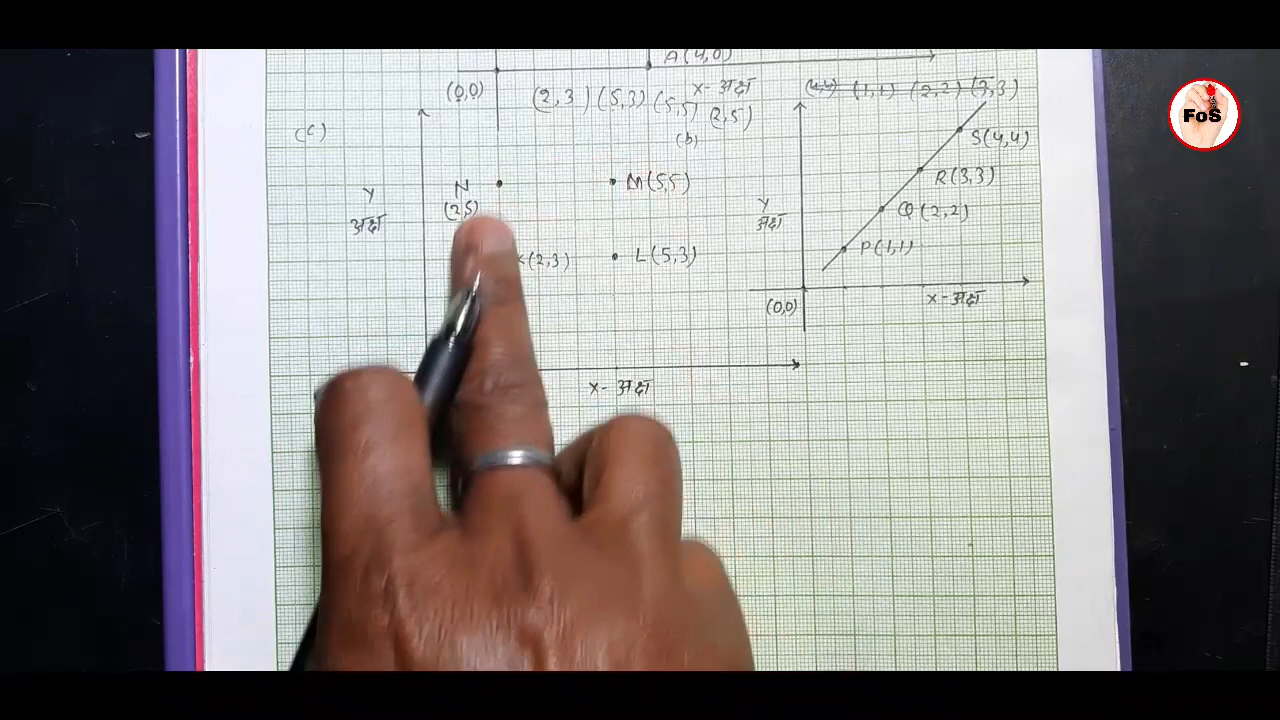 A(4,0)
(0,0)
x- अक्ष
(2,3) (5,3) (5,5) (2,5)
(1,1) (2,2) (3,3)
(c)
(b)
FoS
S(4,4)
N
M(5,5)
R(3,3)
Y
अक्ष
(2,5)
Y
अक्ष
Q(2,2)
K(2,3)
L(5,3)
P(1,1)
(0,0)
x-अक्ष
x- अक्ष